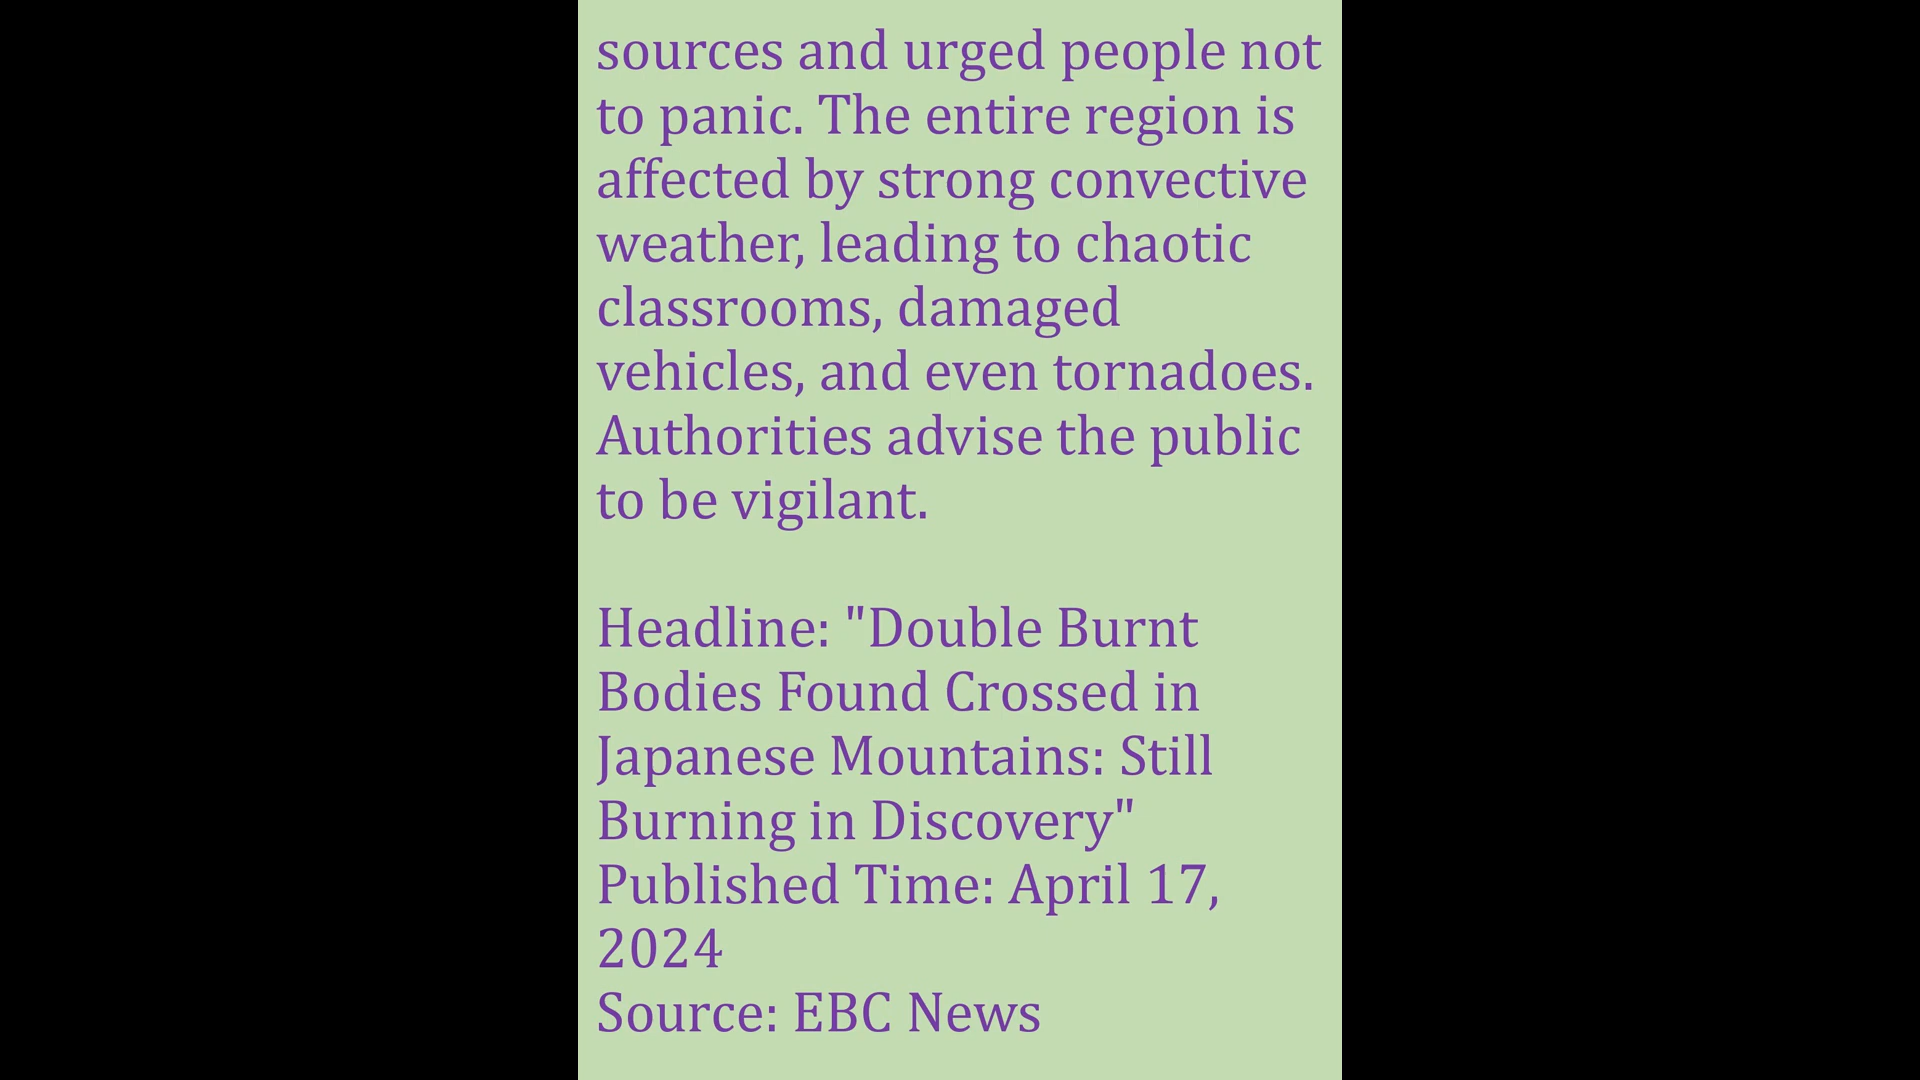 sources and urged people not
to panic. The entire region is
affected by strong convective
weather, leading to chaotic
classrooms, damaged
vehicles, and even tornadoes.
Authorities advise the public
to be vigilant.
Headline: "Double Burnt
Bodies Found Crossed in
Japanese Mountains: Still
Burning in Discovery"
Published Time: April 17,
2024
Source: EBC News